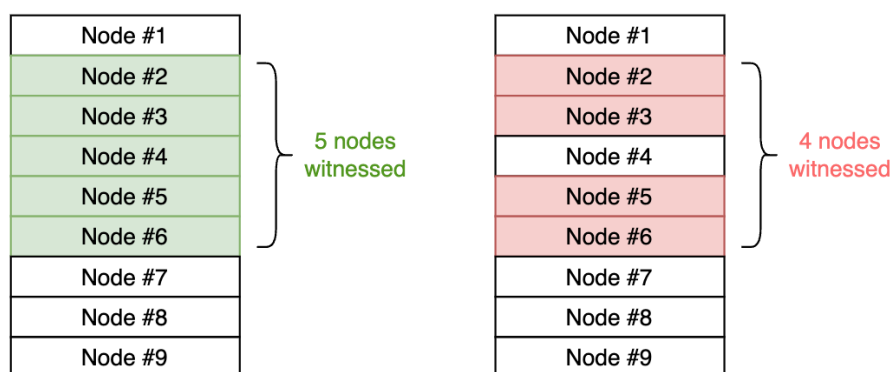 Node #1
Node #2
Node #3
Node #4
Node #5
Node #6
Node #7
Node #8
Node #9
5 nodes
witnessed
Node #1
Node #2
Node #3
Node #4
Node #5
Node #6
Node #7
Node #8
Node #9
4 nodes
witnessed